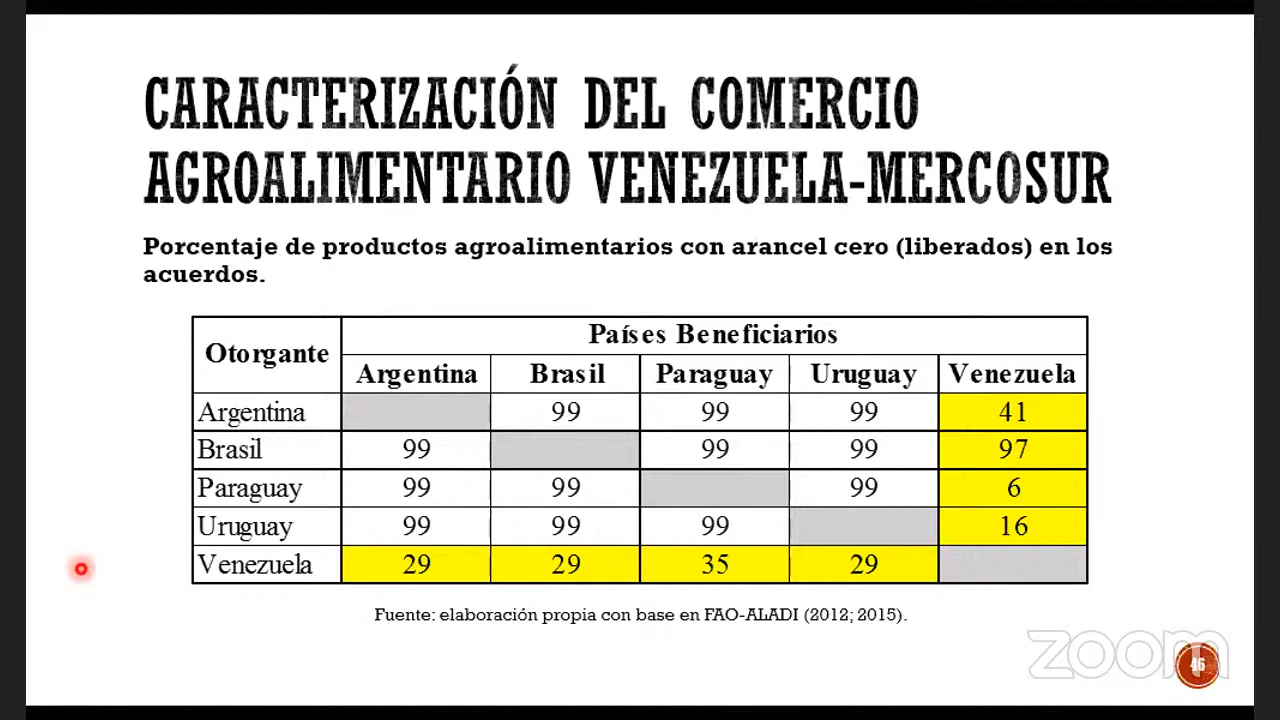 CARACTERIZACIÓN DEL COMERCIO
AGROALIMENTARIO VENEZUELA-MERCOSUR
Porcentaje de productos agroalimentarios con arancel cero (liberados) en los
acuerdos.
Otorgante Países Beneficiarios
Argentina Brasil Paraguay Uruguay Venezuela
Argentina 99 99 99 41
Brasil 99 99 99 97
Paraguay 99 99 99 6
Uruguay 99 99 99 16
Venezuela 29 29 35 29
Fuente: elaboración propia con base en FAO-ALADI (2012; 2015).
zoom
46